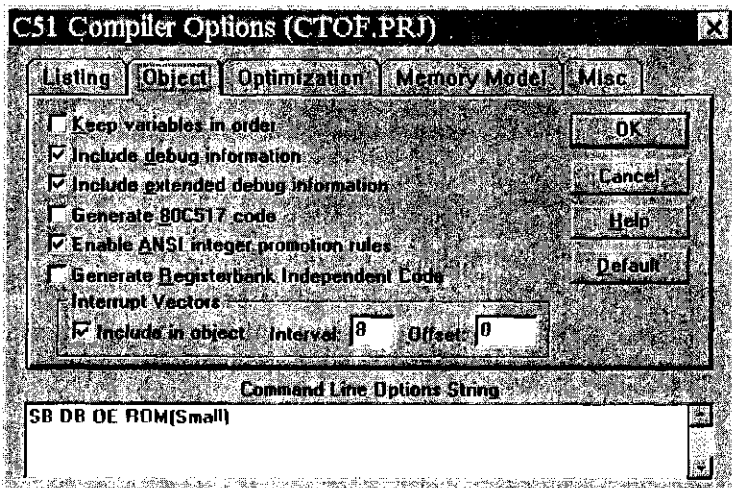 C51 Compiler Options (CTOF.PRJ)
Listing Object Optimization Memory Model Misc
Keep variables in order
Include debug information
Include extended debug information
Generate 80C517 code
Enable ANSI integer promotion rules
Generate Registerbank Independent Code
Interrupt Vectors
Include in object Interval: 8 Offset: 0
OK
Cancel
Help
Default
Command Line Options String
SB DB OE ROM(Small)